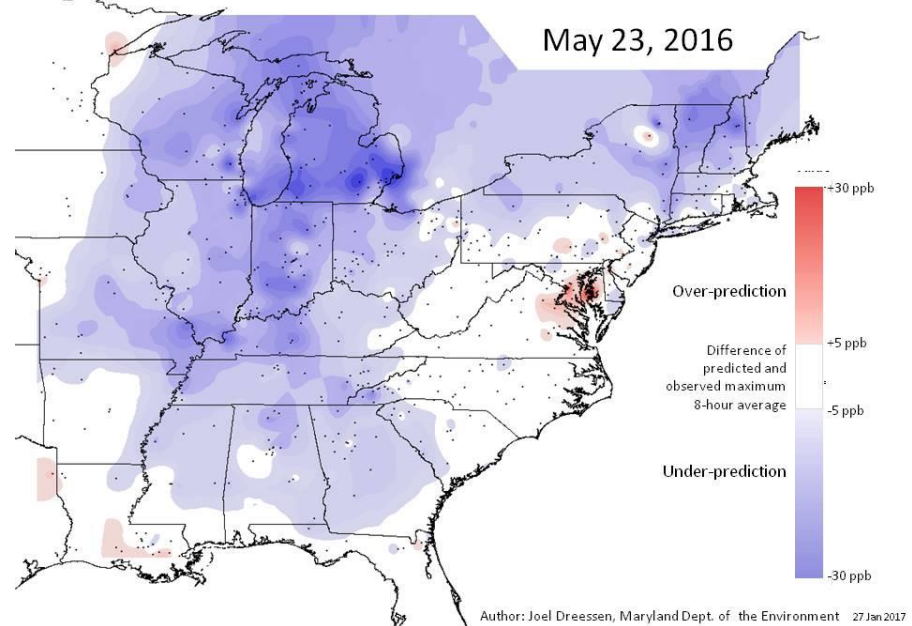 May 23, 2016
+30 ppb
Over-prediction
+5 ppb
Difference of
predicted and
observed maximum
8-hour average
-5 ppb
Under-prediction
-30 ppb
Author: Joel Dreessen, Maryland Dept. of the Environment 27 Jan 2017